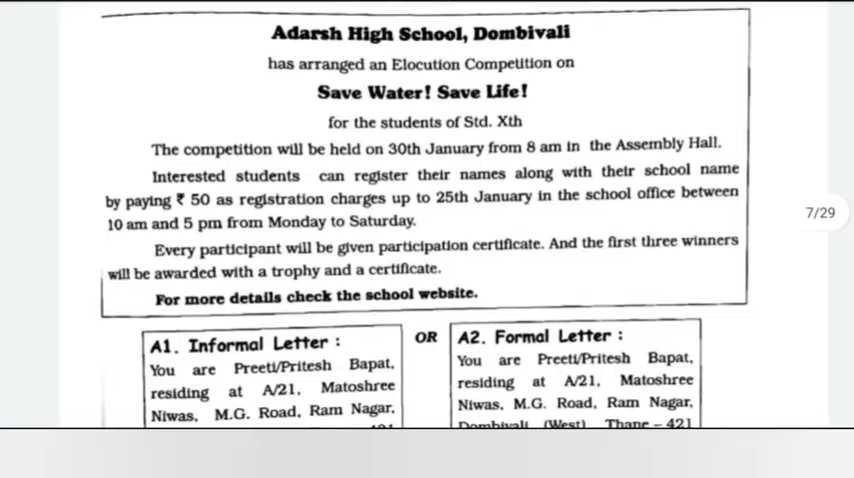 Adarsh High School, Dombivali
has arranged an Elocution Competition on
Save Water! Save Life!
for the students of Std. Xth
The competition will be held on 30th January from 8 am in the Assembly Hall.
Interested students can register their names along with their school name
by paying ₹ 50 as registration charges up to 25th January in the school office between
10 am and 5 pm from Monday to Saturday.
Every participant will be given participation certificate. And the first three winners
will be awarded with a trophy and a certificate.
For more details check the school website.
7/29
A1. Informal Letter :
You are Preeti/Pritesh Bapat,
residing at A/21, Matoshree
Niwas, M.G. Road, Ram Nagar,
OR
A2. Formal Letter :
You are Preeti/Pritesh Bapat,
residing at A/21, Matoshree
Niwas, M.G. Road, Ram Nagar,
Dombivali (West) Thane – 421